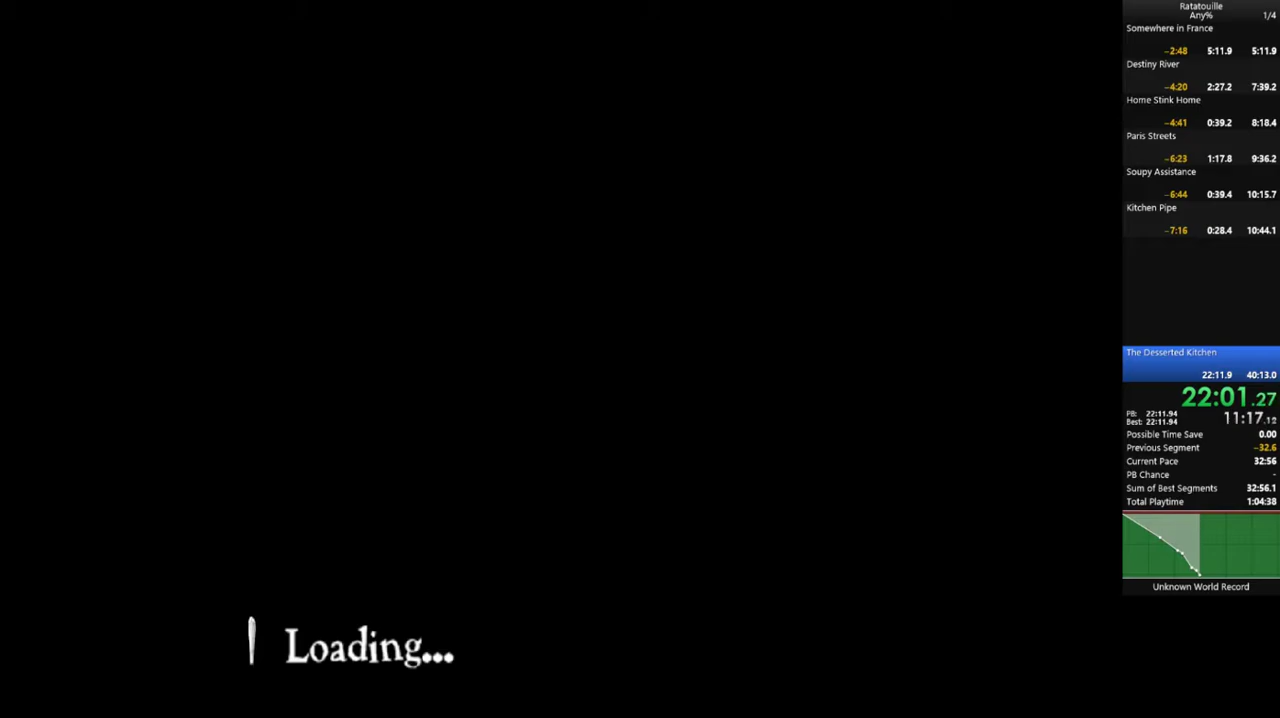 Ratatouille
Any% 1/4
Somewhere in France
-2:48 5:11.9 5:11.9
Destiny River
-4:20 2:27.2 7:39.2
Home Stink Home
-4:41 0:39.2 8:18.4
Paris Streets
-6:23 1:17.8 9:36.2
Soupy Assistance
-6:44 0:39.4 10:15.7
Kitchen Pipe
-7:16 0:28.4 10:44.1
The Desserted Kitchen
22:11.9 40:13.0
22:01.27
PB: 22:11.94 11:17.12
Best: 22:11.94
Possible Time Save 0.00
Previous Segment -32.6
Current Pace 32:56
PB Chance -
Sum of Best Segments 32:56.1
Total Playtime 1:04:38
Unknown World Record
Loading...